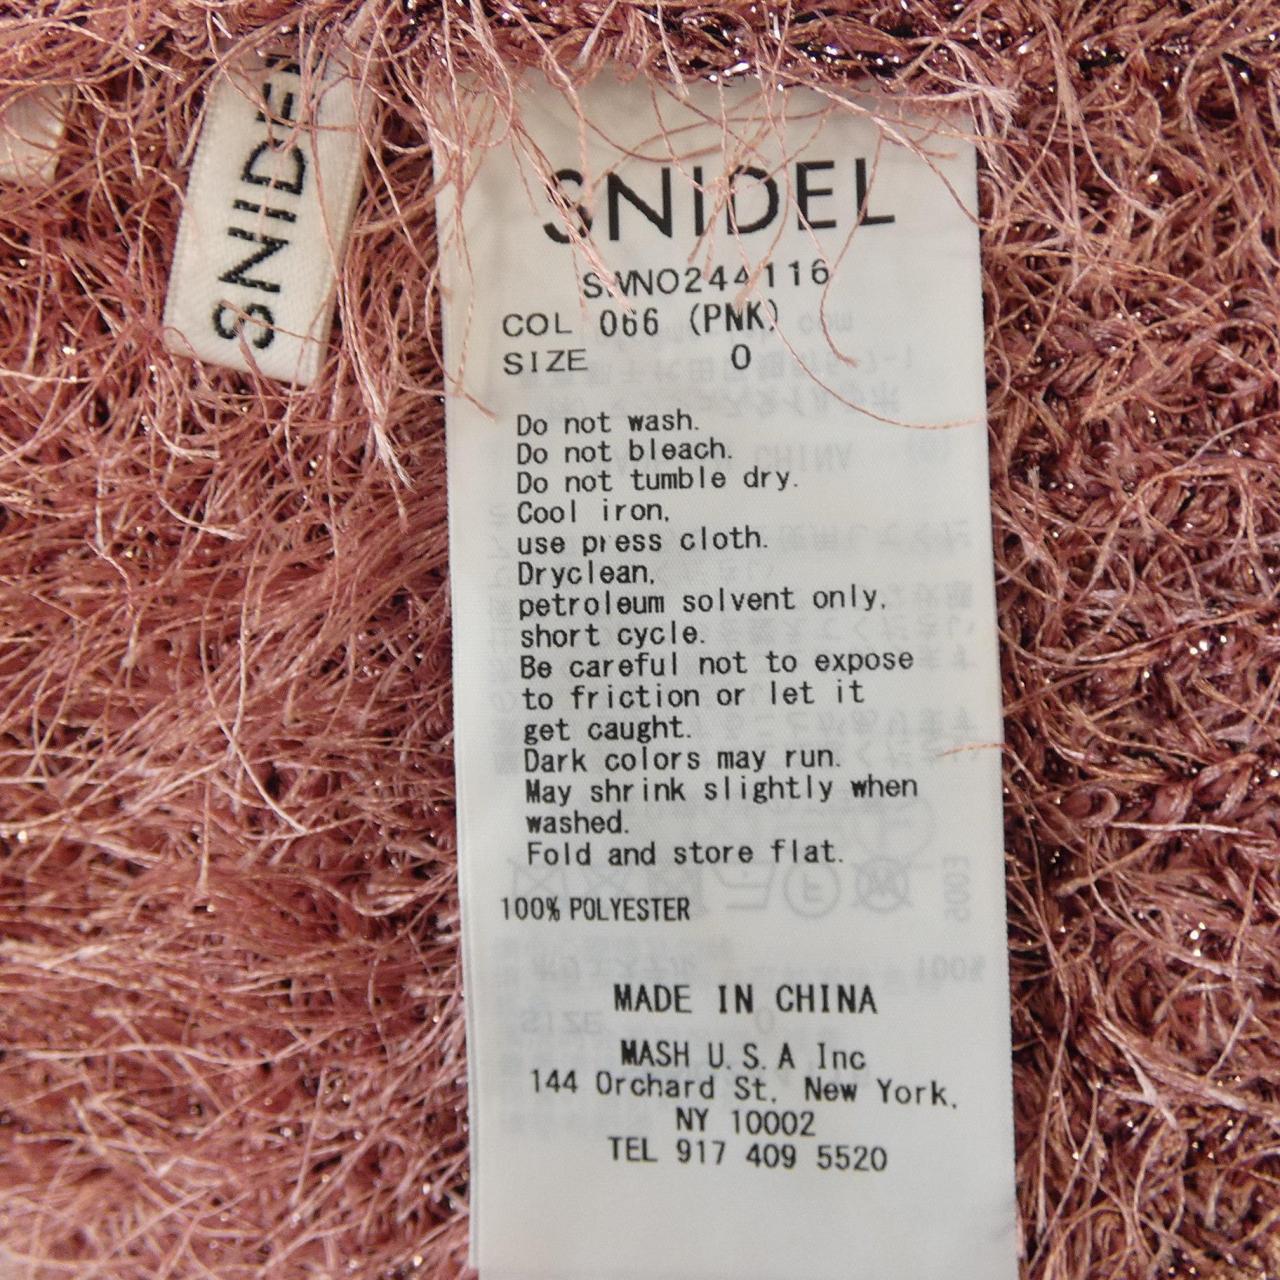 SNIDEL
SNIDEL
SWNO244116
COL 066 (PNK)
SIZE 0
Do not wash.
Do not bleach.
Do not tumble dry.
Cool iron,
use press cloth.
Dryclean,
petroleum solvent only,
short cycle.
Be careful not to expose
to friction or let it
get caught.
Dark colors may run.
May shrink slightly when
washed.
Fold and store flat.
100% POLYESTER
MADE IN CHINA
MASH U.S.A Inc
144 Orchard St, New York,
NY 10002
TEL 917 409 5520